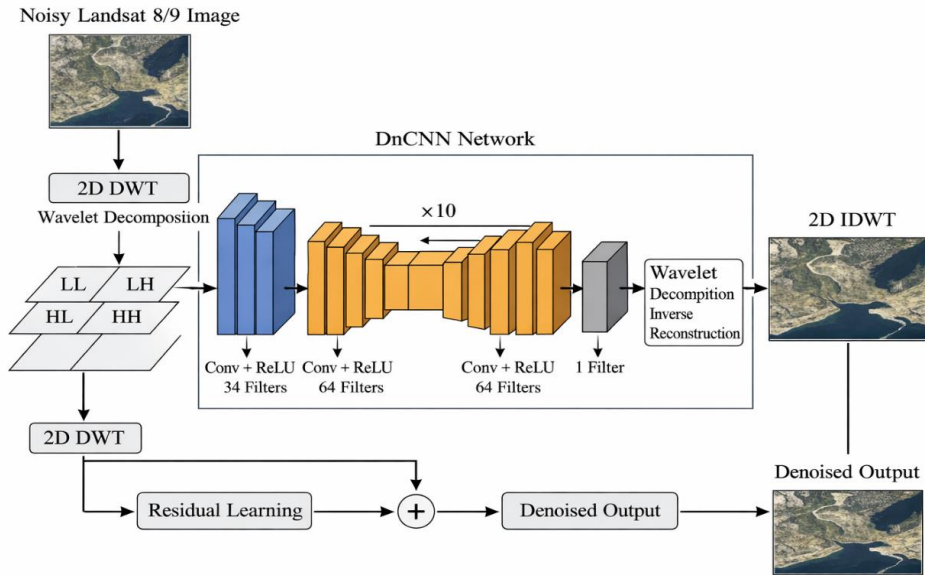 Noisy Landsat 8/9 Image
DnCNN Network
2D DWT
Wavelet Decomposiion
×10
2D IDWT
LL LH
HL HH
Wavelet
Decompition
Inverse
Reconstruction)
Conv + ReLU
34 Filters
Conv + ReLU
64 Filters
Conv + ReLU
64 Filters
1 Filter
2D DWT
Denoised Output
Residual Learning
+
Denoised Output